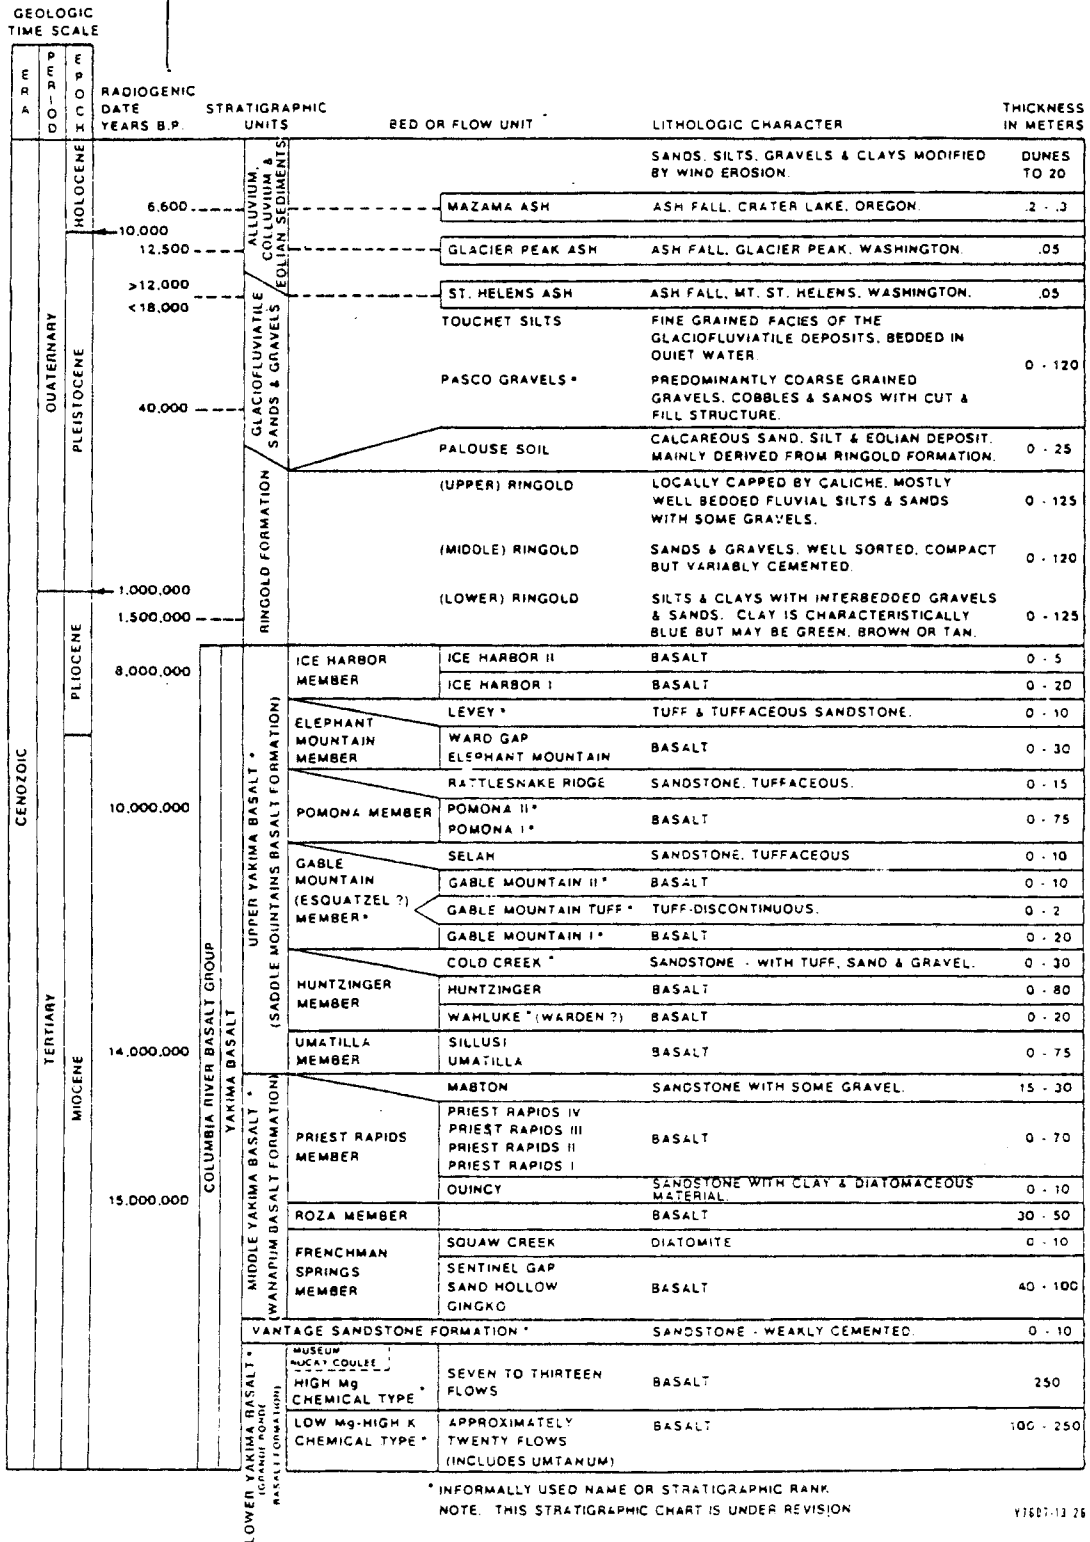 GEOLOGIC
TIME SCALE
ERA
PERIOD
EPOCH
RADIOGENIC
DATE
YEARS B.P.
STRATIGRAPHIC
UNITS
BED OR FLOW UNIT
LITHOLOGIC CHARACTER
THICKNESS
IN METERS
CENOZOIC
QUATERNARY
TERTIARY
HOLOCENE
PLEISTOCENE
PLIOCENE
MIOCENE
6,600
10,000
12,500
>12,000
<18,000
40,000
1,000,000
1,500,000
8,000,000
10,000,000
14,000,000
15,000,000
ALLUVIUM,
COLLUVIUM &
EOLIAN SEDIMENTS
GLACIOFLUVIATILE
SANDS & GRAVELS
RINGOLD FORMATION
COLUMBIA RIVER BASALT GROUP
YAKIMA BASALT
UPPER YAKIMA BASALT *
(SADDLE MOUNTAINS BASALT FORMATION)
MIDDLE YAKIMA BASALT *
(WANAPUM BASALT FORMATION)
LOWER YAKIMA BASALT *
(GRANDE RONDE
BASALT FORMATION)
SANDS, SILTS, GRAVELS & CLAYS MODIFIED
BY WIND EROSION.
DUNES
TO 20
MAZAMA ASH
ASH FALL, CRATER LAKE, OREGON.
.2 - .3
GLACIER PEAK ASH
ASH FALL, GLACIER PEAK, WASHINGTON.
.05
ST. HELENS ASH
ASH FALL, MT. ST. HELENS, WASHINGTON.
.05
TOUCHET SILTS
FINE GRAINED FACIES OF THE
GLACIOFLUVIATILE DEPOSITS, BEDDED IN
QUIET WATER.
0 - 120
PASCO GRAVELS *
PREDOMINANTLY COARSE GRAINED
GRAVELS, COBBLES & SANDS WITH CUT &
FILL STRUCTURE.
PALOUSE SOIL
CALCAREOUS SAND, SILT & EOLIAN DEPOSIT.
MAINLY DERIVED FROM RINGOLD FORMATION.
0 - 25
(UPPER) RINGOLD
LOCALLY CAPPED BY CALICHE, MOSTLY
WELL BEDDED FLUVIAL SILTS & SANDS
WITH SOME GRAVELS.
0 - 125
(MIDDLE) RINGOLD
SANDS & GRAVELS, WELL SORTED, COMPACT
BUT VARIABLY CEMENTED.
0 - 120
(LOWER) RINGOLD
SILTS & CLAYS WITH INTERBEDDED GRAVELS
& SANDS. CLAY IS CHARACTERISTICALLY
BLUE BUT MAY BE GREEN, BROWN OR TAN.
0 - 125
ICE HARBOR
MEMBER
ICE HARBOR II
BASALT
0 - 5
ICE HARBOR I
BASALT
0 - 20
ELEPHANT
MOUNTAIN
MEMBER
LEVEY *
TUFF & TUFFACEOUS SANDSTONE.
0 - 10
WARD GAP
ELEPHANT MOUNTAIN
BASALT
0 - 30
POMONA MEMBER
RATTLESNAKE RIDGE
SANDSTONE, TUFFACEOUS.
0 - 15
POMONA II *
POMONA I *
BASALT
0 - 75
GABLE
MOUNTAIN
(ESQUATZEL ?)
MEMBER *
SELAH
SANDSTONE, TUFFACEOUS
0 - 10
GABLE MOUNTAIN II *
BASALT
0 - 10
GABLE MOUNTAIN TUFF *
TUFF-DISCONTINUOUS.
0 - 2
GABLE MOUNTAIN I *
BASALT
0 - 20
HUNTZINGER
MEMBER
COLD CREEK *
SANDSTONE - WITH TUFF, SAND & GRAVEL.
0 - 30
HUNTZINGER
BASALT
0 - 80
WAHLUKE * (WARDEN ?)
BASALT
0 - 20
UMATILLA
MEMBER
SILLUSI
UMATILLA
BASALT
0 - 75
PRIEST RAPIDS
MEMBER
MABTON
SANDSTONE WITH SOME GRAVEL.
15 - 30
PRIEST RAPIDS IV
PRIEST RAPIDS III
PRIEST RAPIDS II
PRIEST RAPIDS I
BASALT
0 - 70
QUINCY
SANDSTONE WITH CLAY & DIATOMACEOUS
MATERIAL.
0 - 10
ROZA MEMBER
BASALT
30 - 50
FRENCHMAN
SPRINGS
MEMBER
SQUAW CREEK
DIATOMITE
0 - 10
SENTINEL GAP
SAND HOLLOW
GINGKO
BASALT
40 - 100
VANTAGE SANDSTONE FORMATION *
SANDSTONE - WEAKLY CEMENTED.
0 - 10
MUSEUM
ROCKY COULEE
HIGH Mg
CHEMICAL TYPE *
SEVEN TO THIRTEEN
FLOWS
BASALT
250
LOW Mg-HIGH K
CHEMICAL TYPE *
APPROXIMATELY
TWENTY FLOWS
(INCLUDES UMTANUM)
BASALT
100 - 250
* INFORMALLY USED NAME OR STRATIGRAPHIC RANK
NOTE. THIS STRATIGRAPHIC CHART IS UNDER REVISION